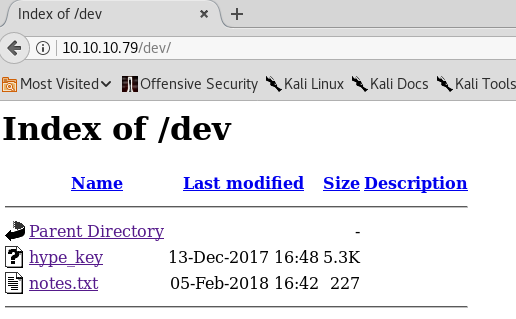 Index of /dev
10.10.10.79/dev/
Most Visited Offensive Security Kali Linux Kali Docs Kali Tools
Index of /dev
Name Last modified Size Description
Parent Directory -
hype_key 13-Dec-2017 16:48 5.3K
notes.txt 05-Feb-2018 16:42 227